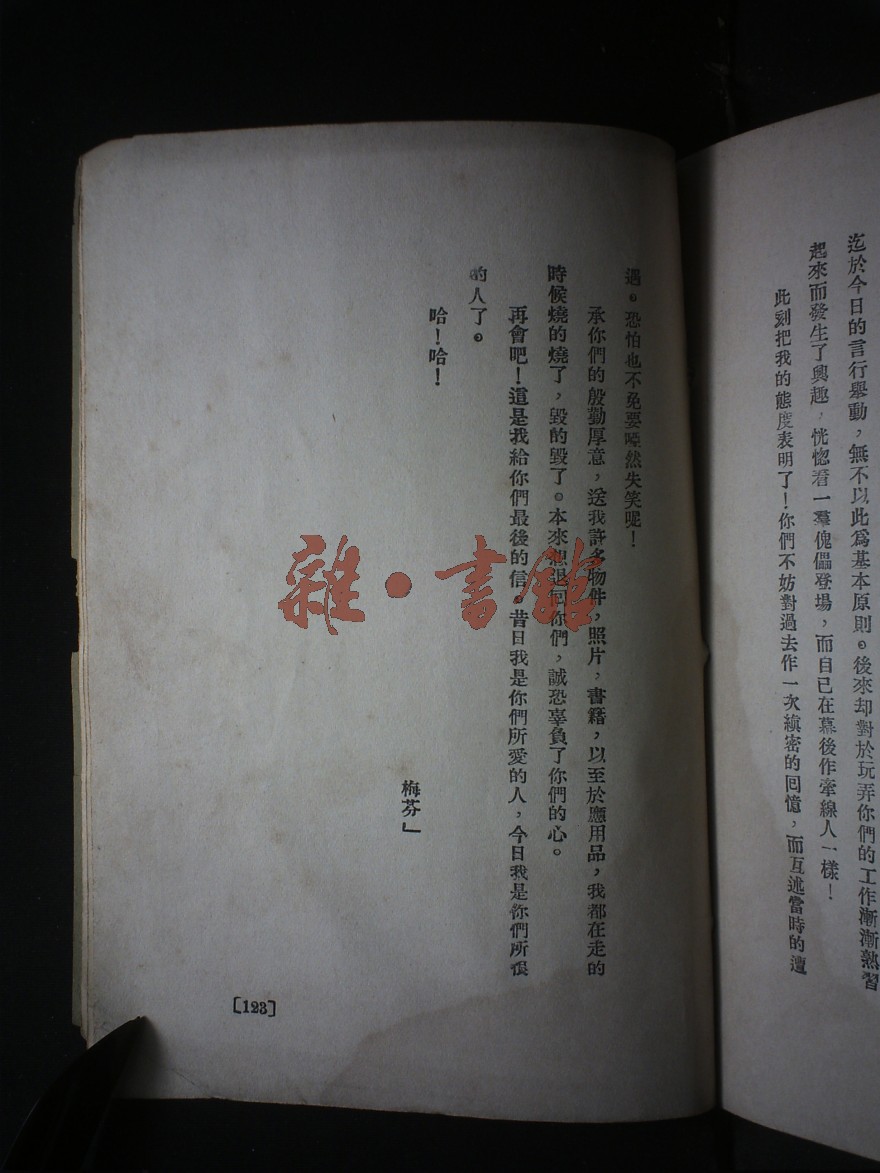 迄於今日的言行舉動，無不以此爲基本原則。後來却對於玩弄你們的工作漸漸熟習
起來而發生了興趣，恍惚看一羣傀儡登場，而自已在幕後作牽線人一樣！
此刻把我的態度表明了！你們不妨對過去作一次縝密的囘憶，而互述當時的遭
遇。恐怕也不免要啞然失笑呢！
承你們的殷勤厚意，送我許多物件，照片，書籍，以至於應用品，我都在走的
時候燒的燒了，毀的毀了。本來想退囘你們，誠恐辜負了你們的心。
再會吧！這是我給你們最後的信。昔日我是你們所愛的人，今日我是你們所恨
的人了。
哈！哈！
梅芬」
〔123〕
雜·書館